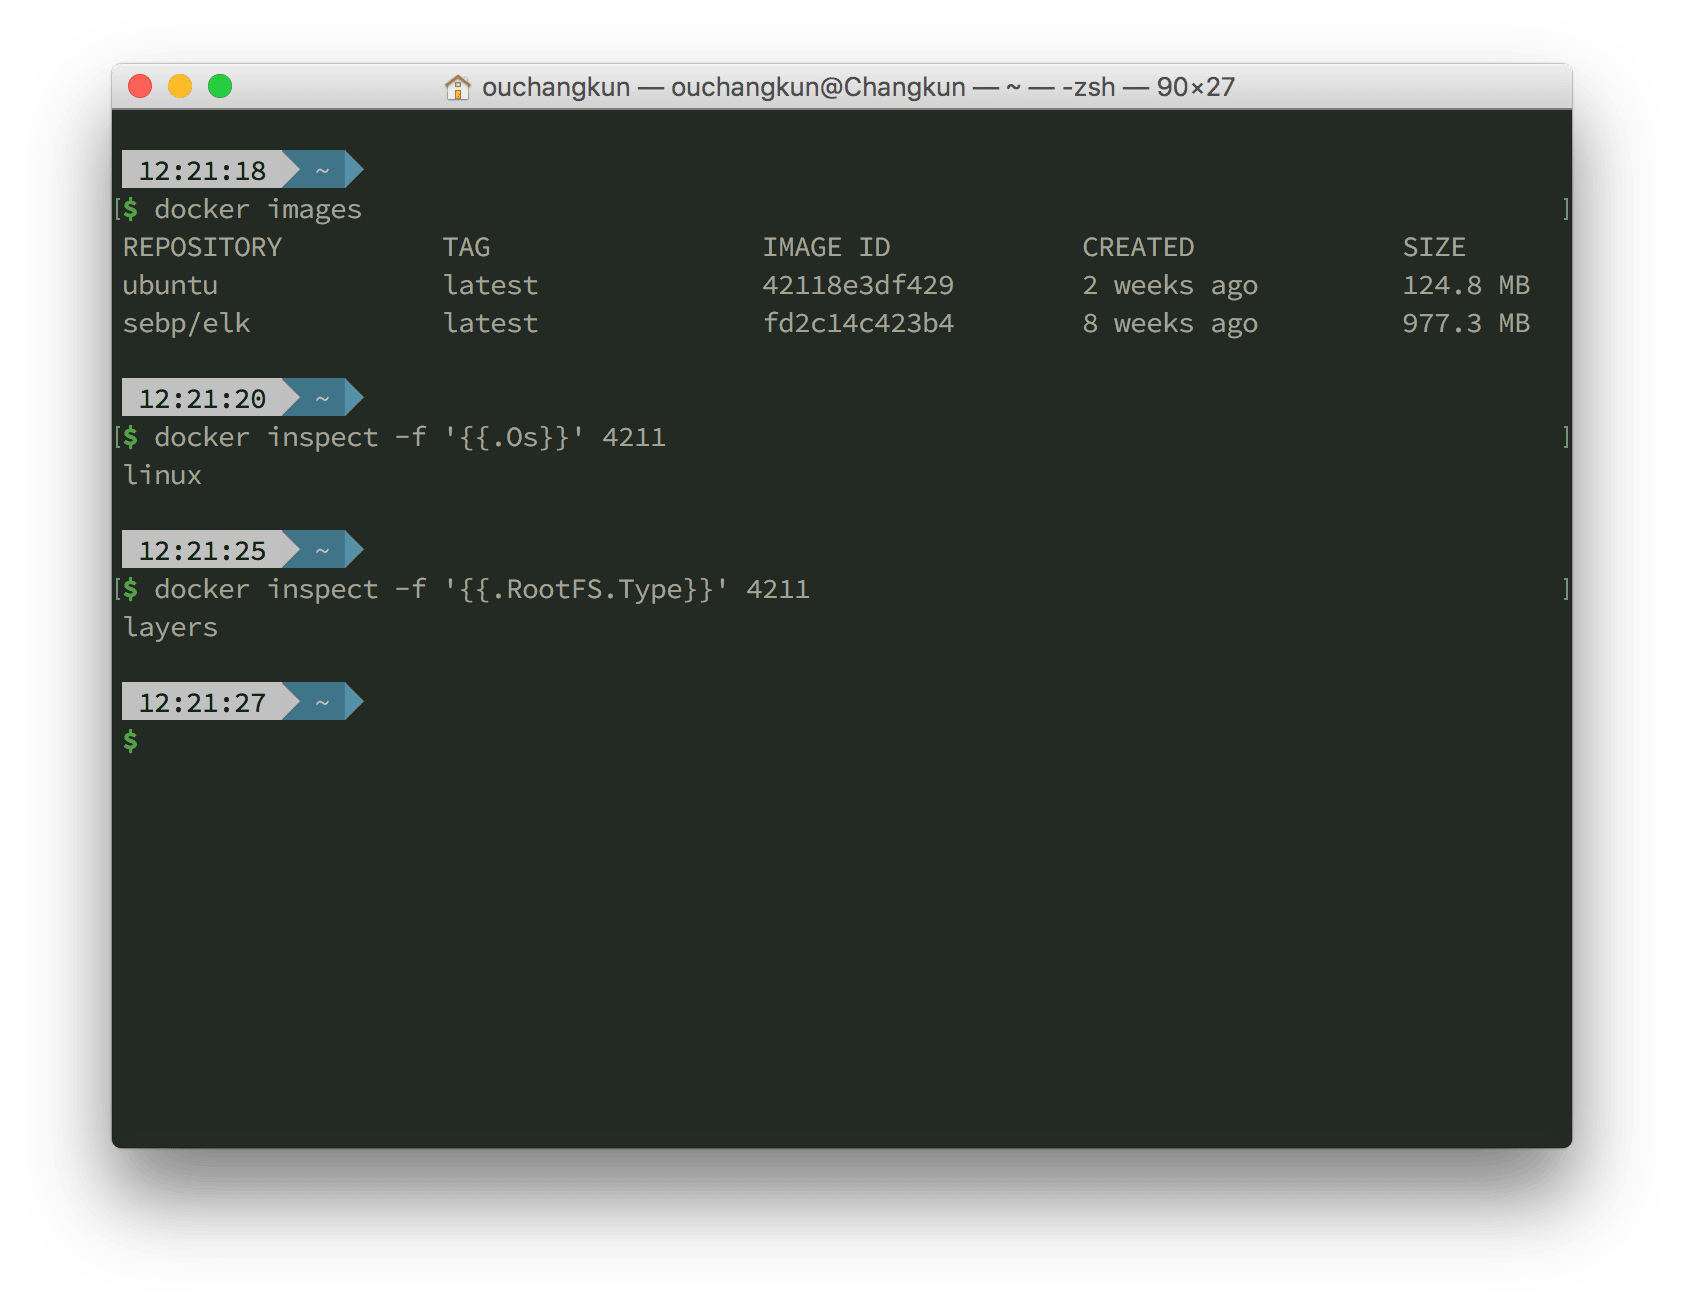 ouchangkun — ouchangkun@Changkun — ~ — -zsh — 90×27
12:21:18 ~
[$ docker images ]
REPOSITORY TAG IMAGE ID CREATED SIZE
ubuntu latest 42118e3df429 2 weeks ago 124.8 MB
sebp/elk latest fd2c14c423b4 8 weeks ago 977.3 MB
12:21:20 ~
[$ docker inspect -f '{{.Os}}' 4211 ]
linux
12:21:25 ~
[$ docker inspect -f '{{.RootFS.Type}}' 4211 ]
layers
12:21:27 ~
$